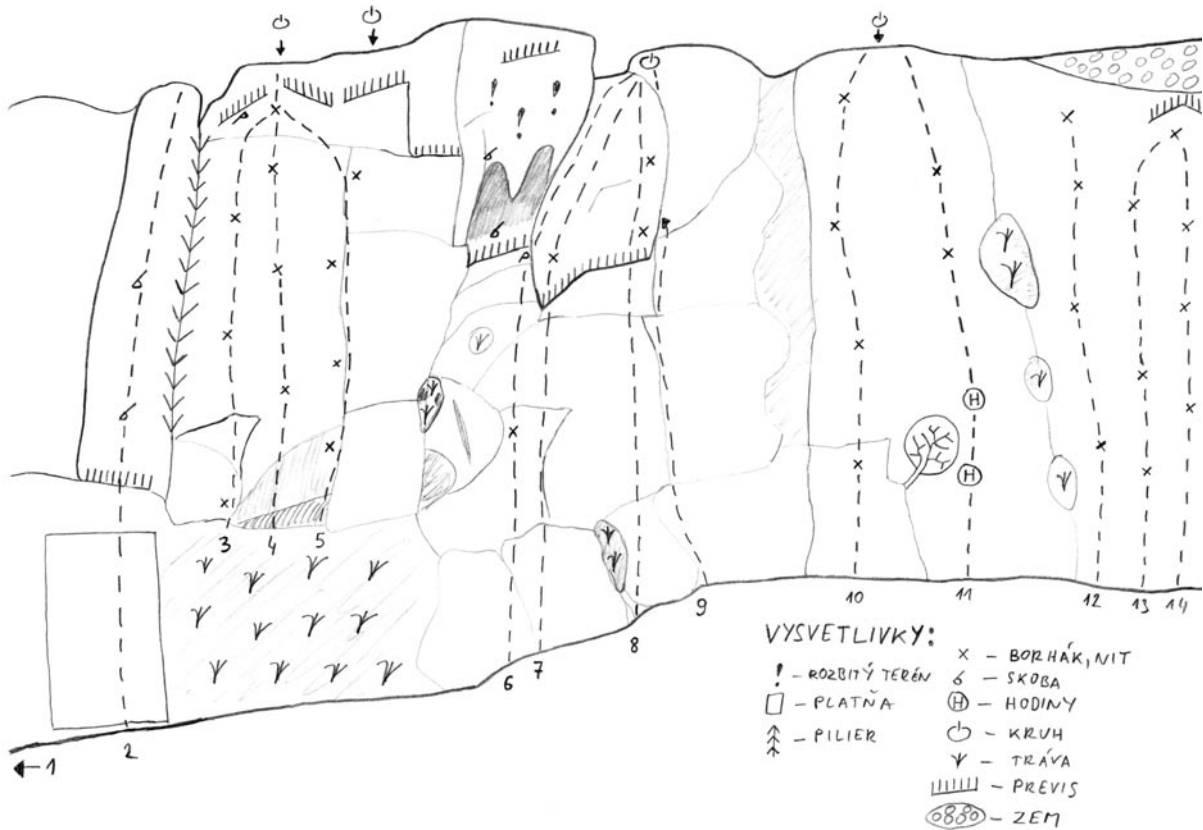 3 4 5
6 7 8 9 10 11 12 13 14
H
H
2
←1
VYSVETLIVKY:
! - ROZBITÝ TERÉN
- PLATŇA
- PILIER
x - BORHÁK, NIT
- SKOBA
H - HODINY
- KRUH
- TRÁVA
- PREVIS
- ZEM